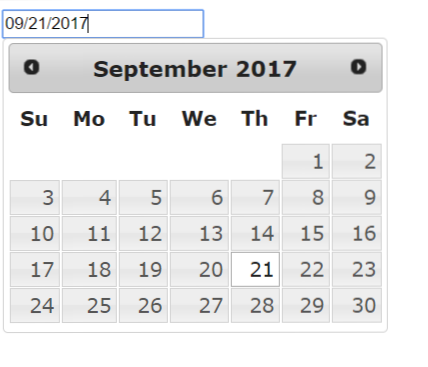 09/21/2017
September 2017
Su Mo Tu We Th Fr Sa
1 2
3 4 5 6 7 8 9
10 11 12 13 14 15 16
17 18 19 20 21 22 23
24 25 26 27 28 29 30